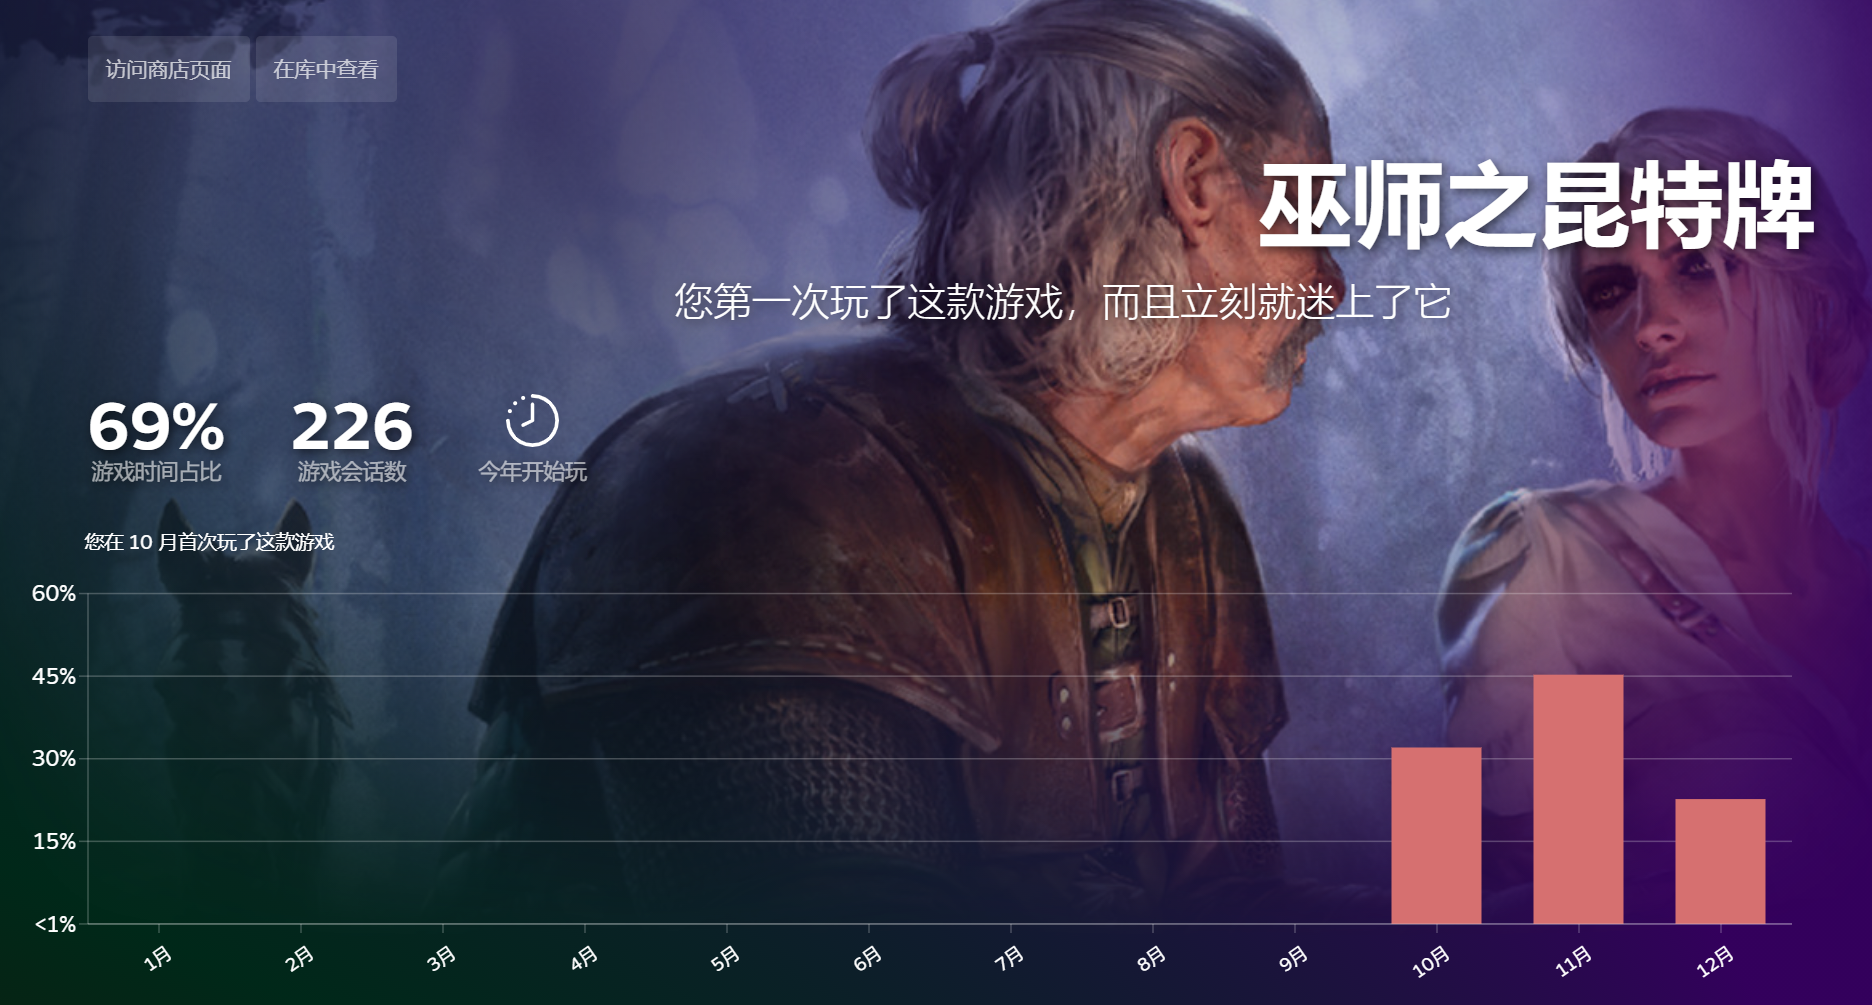 访问商店页面 在库中查看
巫师之昆特牌
您第一次玩了这款游戏，而且立刻就迷上了它
69% 226
游戏时间占比 游戏会话数 今年开始玩
您在 10 月首次玩了这款游戏
60%
45%
30%
15%
<1%
1月 2月 3月 4月 5月 6月 7月 8月 9月 10月 11月 12月